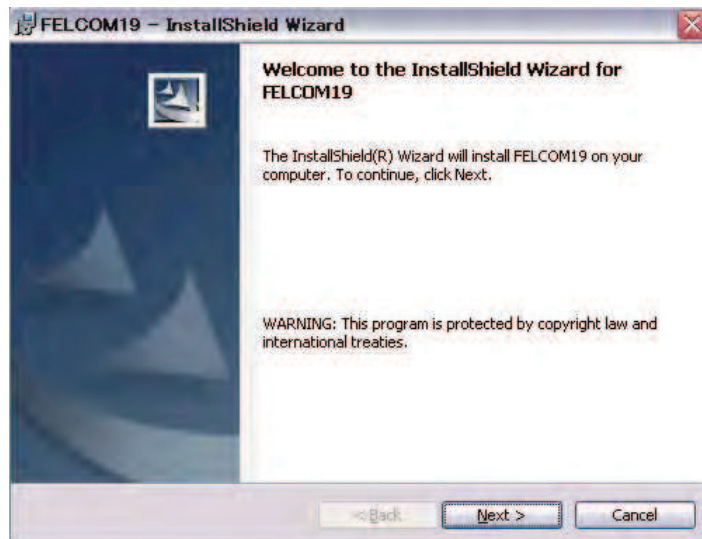 FELCOM19 - InstallShield Wizard
Welcome to the InstallShield Wizard for
FELCOM19
The InstallShield(R) Wizard will install FELCOM19 on your
computer. To continue, click Next.
WARNING: This program is protected by copyright law and
international treaties.
< Back
Next >
Cancel